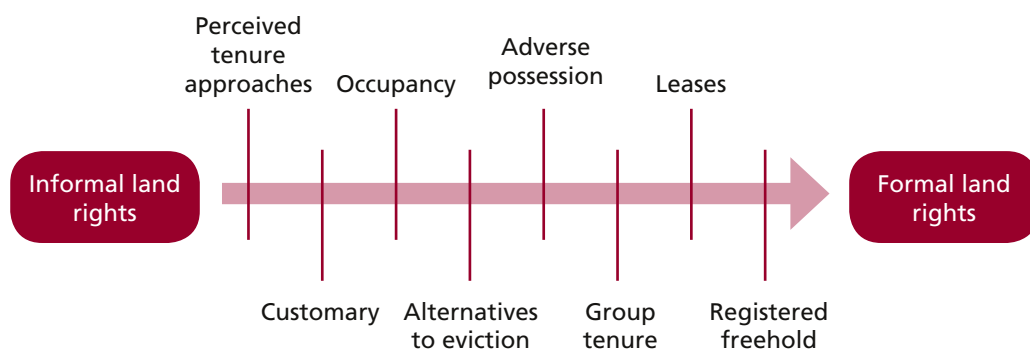 Perceived
tenure
approaches
Occupancy
Adverse
possession
Leases
Informal land
rights
Formal land
rights
Customary
Alternatives
to eviction
Group
tenure
Registered
freehold